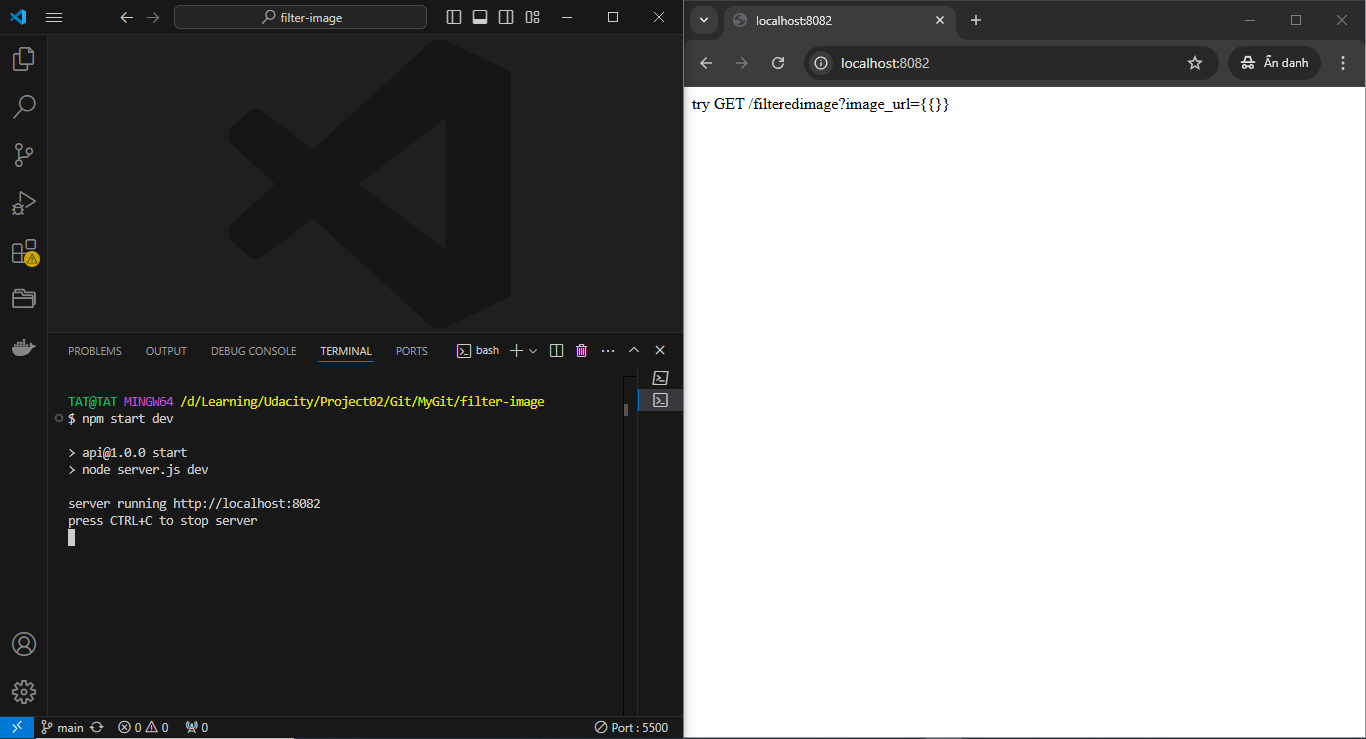 filter-image
PROBLEMS OUTPUT DEBUG CONSOLE TERMINAL PORTS bash
TAT@TAT MINGW64 /d/Learning/Udacity/Project02/Git/MyGit/filter-image
$ npm start dev
> api@1.0.0 start
> node server.js dev
server running http://localhost:8082
press CTRL+C to stop server
main 0 0 0 Port : 5500
localhost:8082
localhost:8082 Ẩn danh
try GET /filteredimage?image_url={{}}